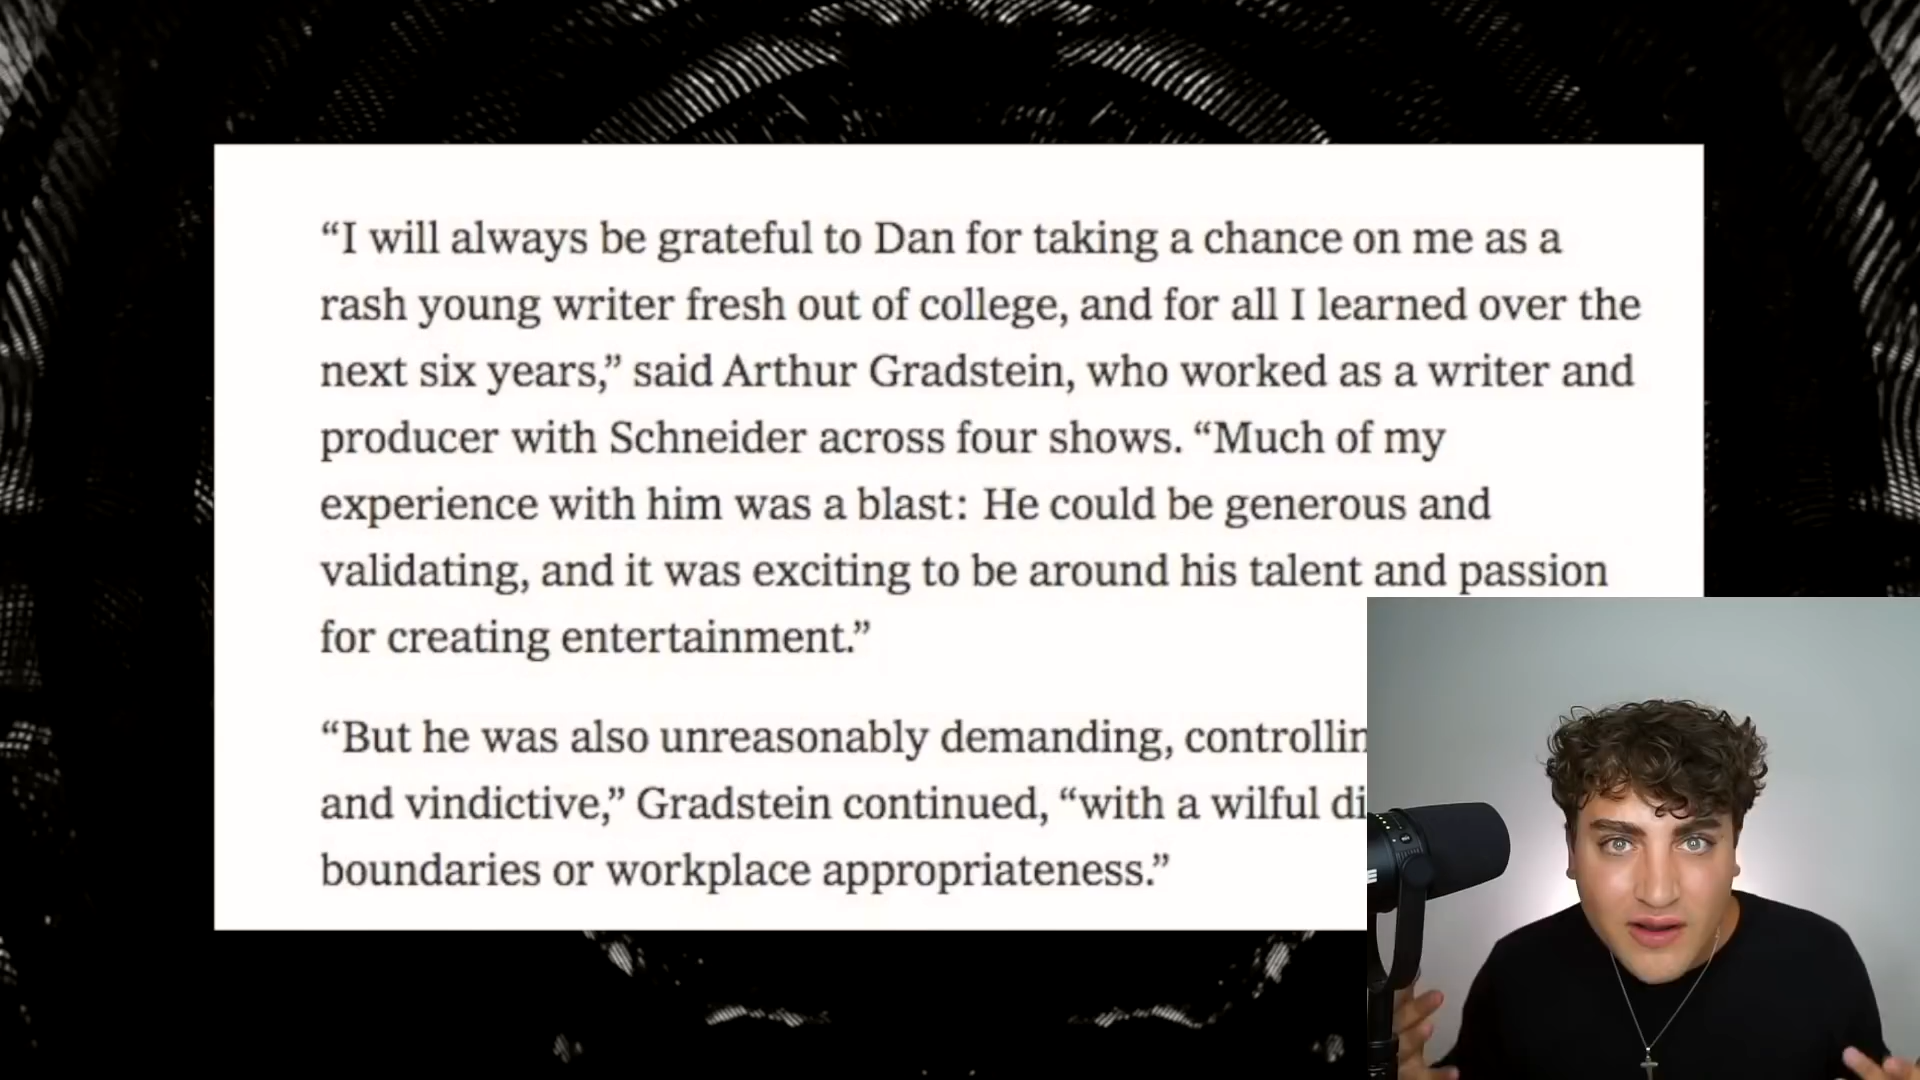 “I will always be grateful to Dan for taking a chance on me as a
rash young writer fresh out of college, and for all I learned over the
next six years,” said Arthur Gradstein, who worked as a writer and
producer with Schneider across four shows. “Much of my
experience with him was a blast: He could be generous and
validating, and it was exciting to be around his talent and passion
for creating entertainment.”
“But he was also unreasonably demanding, controllin
and vindictive,” Gradstein continued, “with a wilful di
boundaries or workplace appropriateness.”